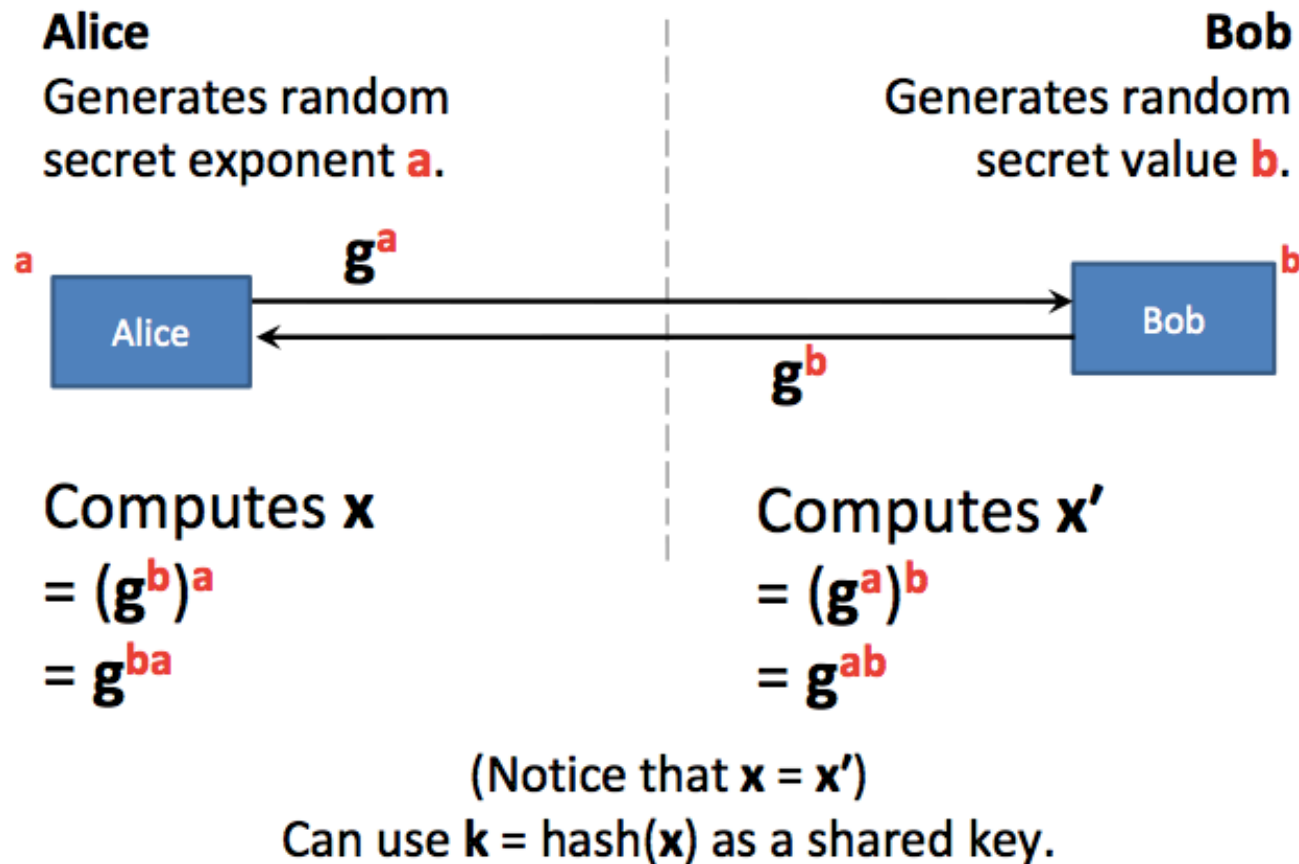 Alice
Generates random
secret exponent a.
Bob
Generates random
secret value b.
a
g^a
b
Alice
Bob
g^b
Computes x
= (g^b)^a
= g^ba
Computes x′
= (g^a)^b
= g^ab
(Notice that x = x′)
Can use k = hash(x) as a shared key.